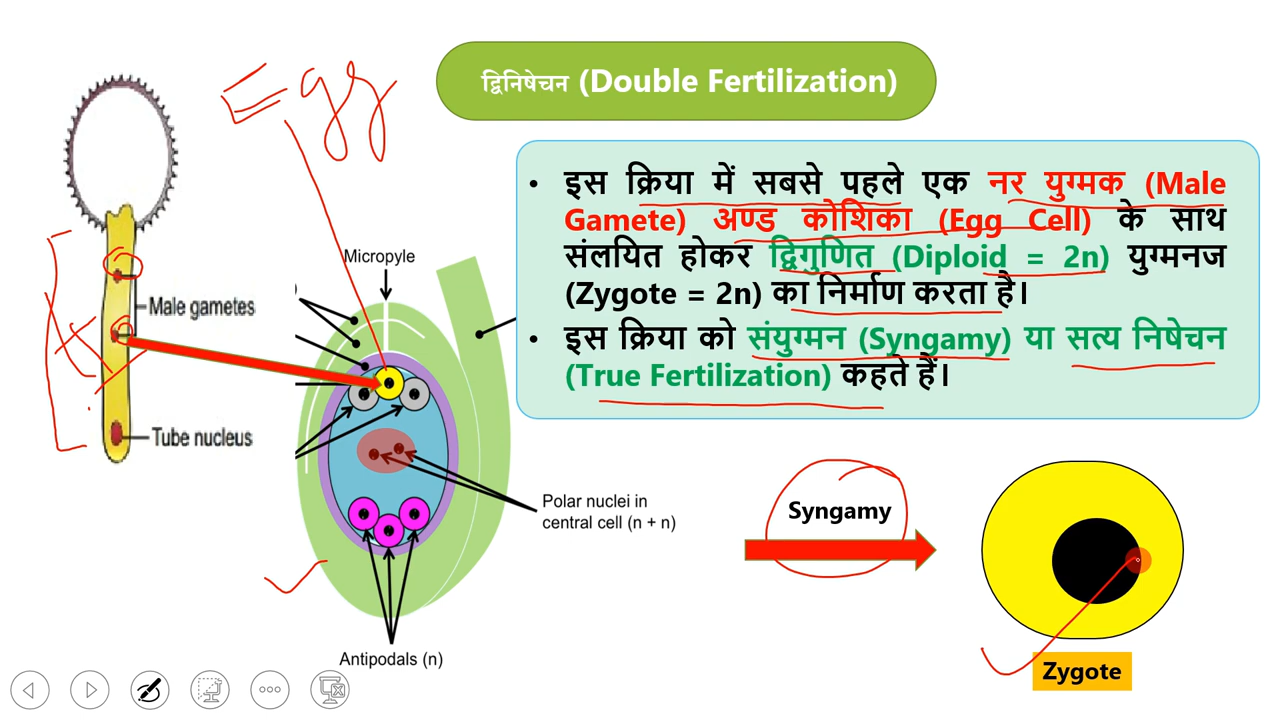 द्विनिषेचन (Double Fertilization)
Egg
• इस क्रिया में सबसे पहले एक नर युग्मक (Male
Gamete) अण्ड कोशिका (Egg Cell) के साथ
संलयित होकर द्विगुणित (Diploid = 2n) युग्मनज
(Zygote = 2n) का निर्माण करता है।
• इस क्रिया को संयुग्मन (Syngamy) या सत्य निषेचन
(True Fertilization) कहते हैं।
Micropyle
Male gametes
Tube nucleus
Polar nuclei in
central cell (n + n)
Antipodals (n)
Syngamy
Zygote